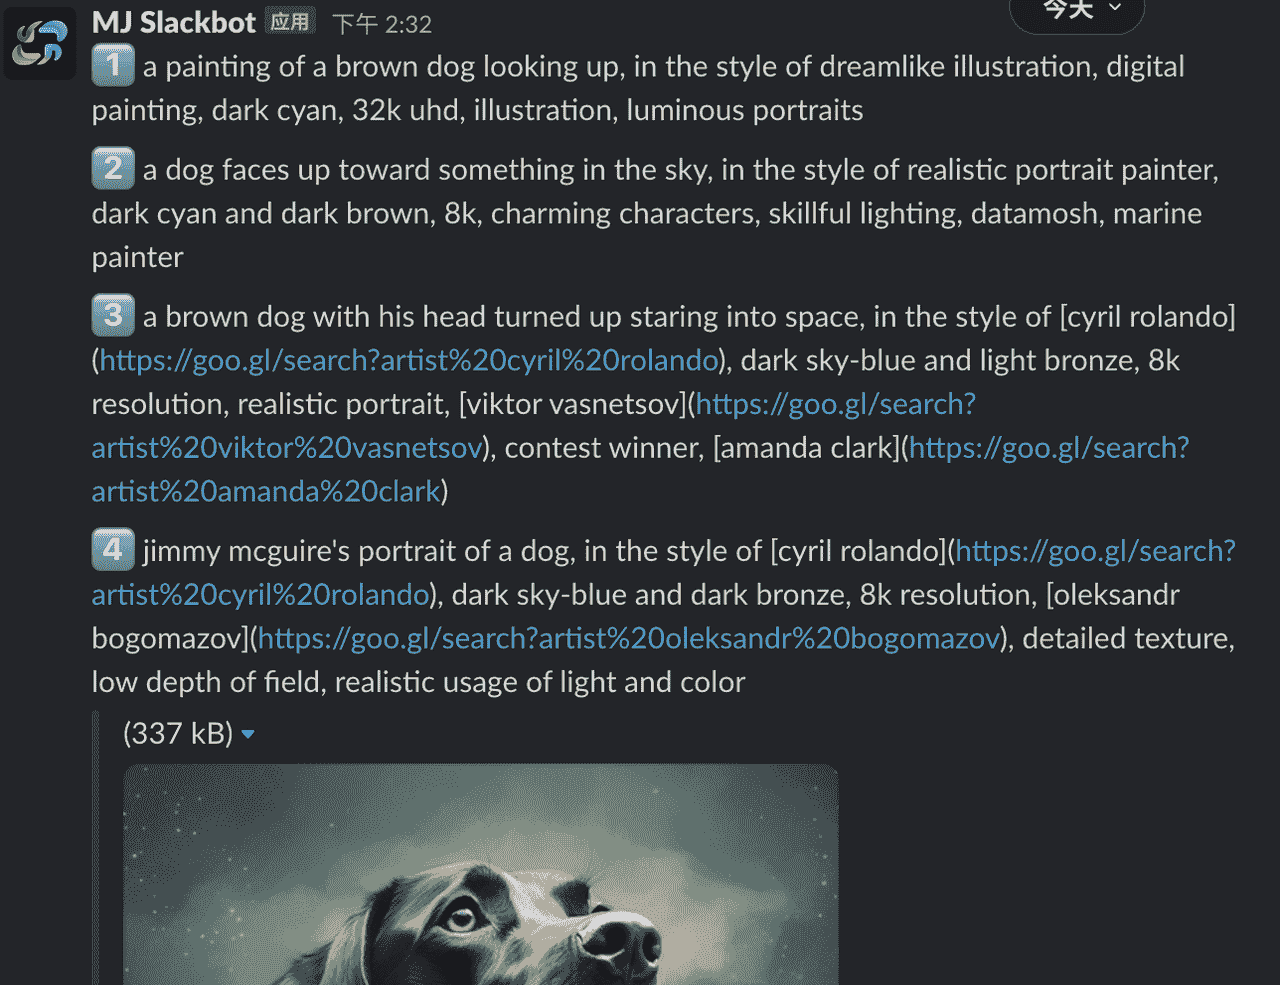 MJ Slackbot 应用 下午 2:32
今天
1 a painting of a brown dog looking up, in the style of dreamlike illustration, digital
painting, dark cyan, 32k uhd, illustration, luminous portraits
2 a dog faces up toward something in the sky, in the style of realistic portrait painter,
dark cyan and dark brown, 8k, charming characters, skillful lighting, datamosh, marine
painter
3 a brown dog with his head turned up staring into space, in the style of [cyril rolando]
(https://goo.gl/search?artist%20cyril%20rolando), dark sky-blue and light bronze, 8k
resolution, realistic portrait, [viktor vasnetsov](https://goo.gl/search?
artist%20viktor%20vasnetsov), contest winner, [amanda clark](https://goo.gl/search?
artist%20amanda%20clark)
4 jimmy mcguire's portrait of a dog, in the style of [cyril rolando](https://goo.gl/search?
artist%20cyril%20rolando), dark sky-blue and dark bronze, 8k resolution, [oleksandr
bogomazov](https://goo.gl/search?artist%20oleksandr%20bogomazov), detailed texture,
low depth of field, realistic usage of light and color
(337 kB)